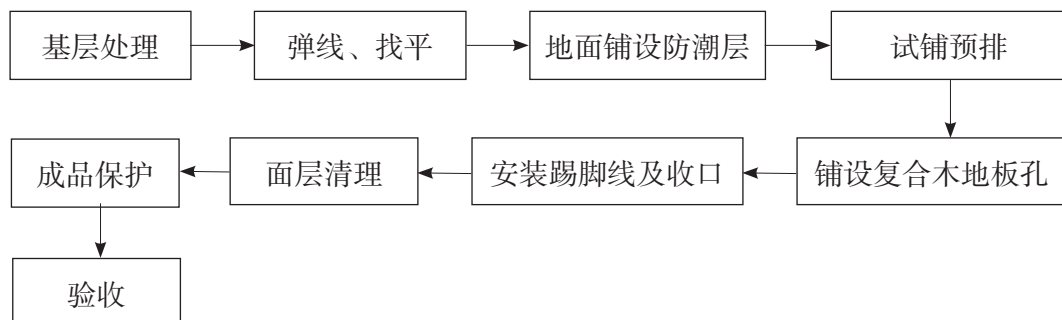 基层处理
弹线、找平
地面铺设防潮层
试铺预排
铺设复合木地板孔
安装踢脚线及收口
面层清理
成品保护
验收